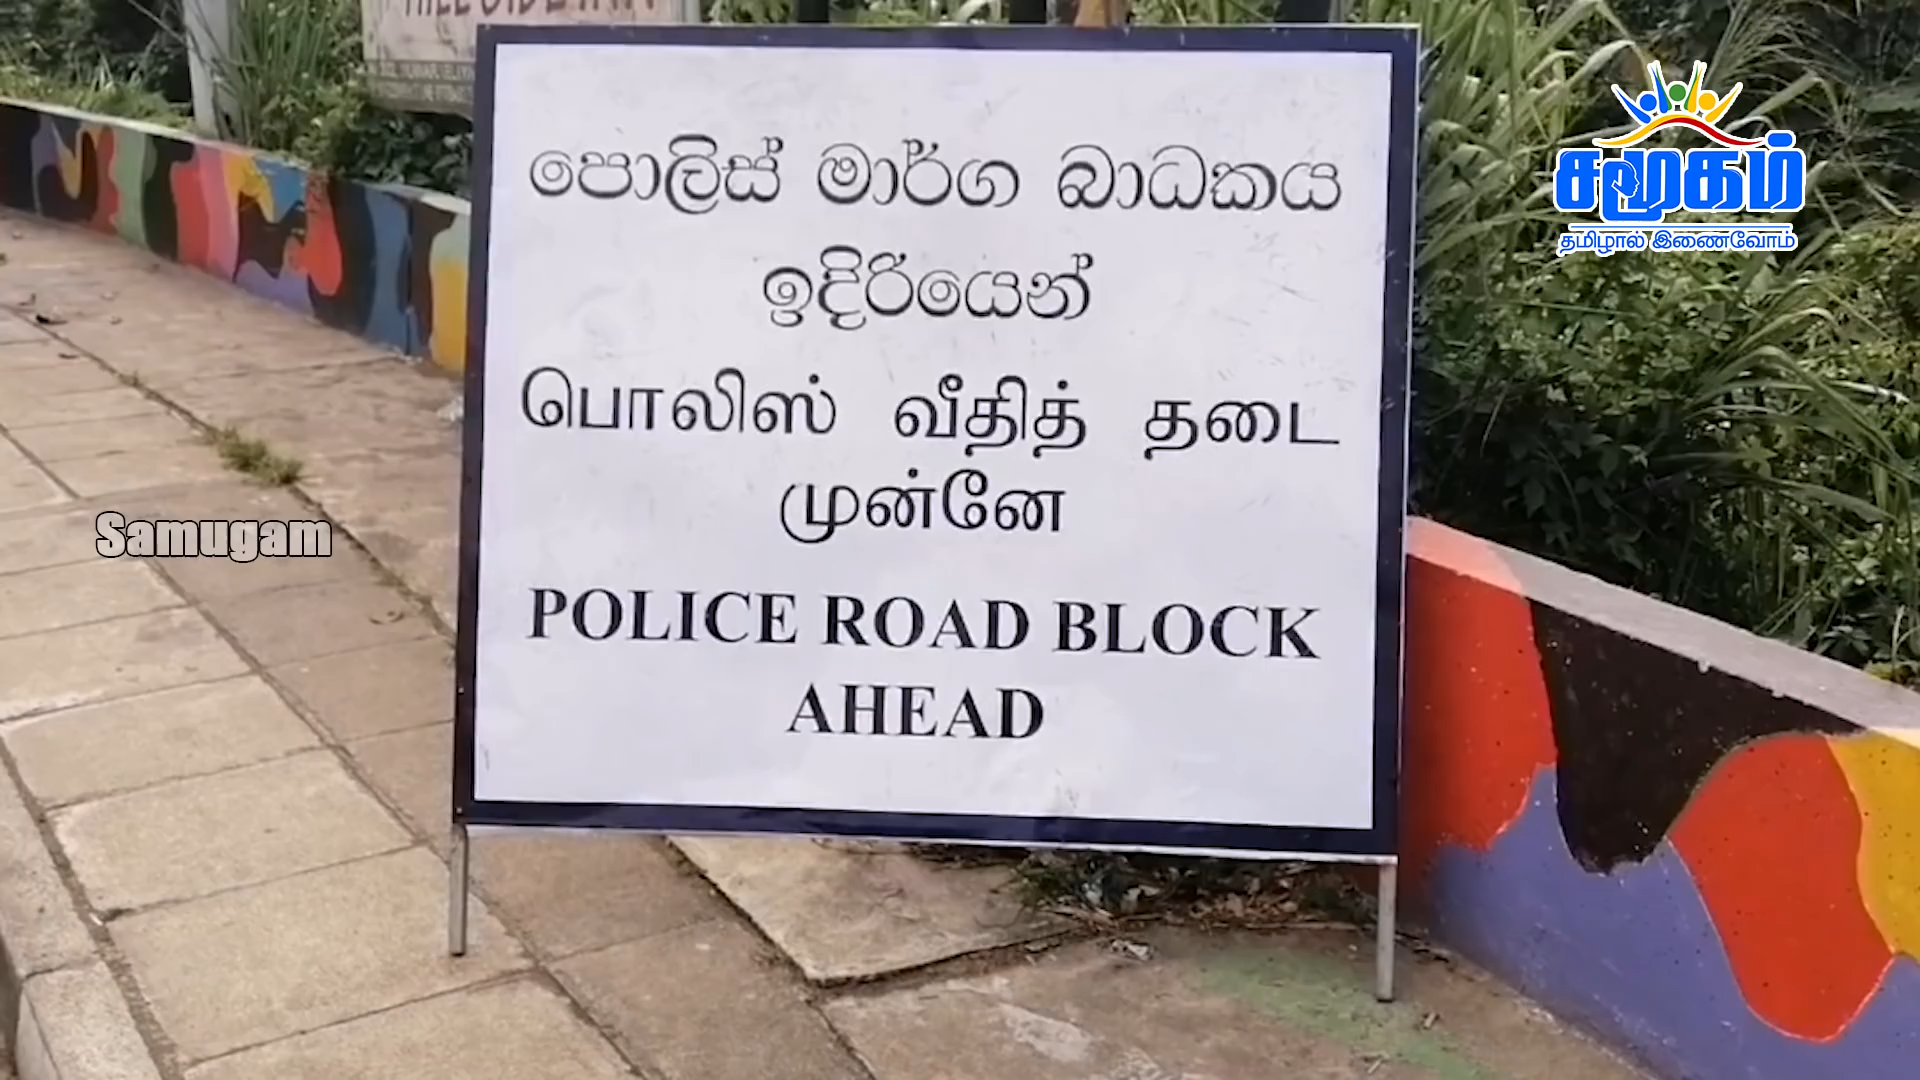 පොලිස් මාර්ග බාධකය
ඉදිරියෙන්
பொலிஸ் வீதித் தடை
முன்னே
POLICE ROAD BLOCK
AHEAD
சமூகம்
தமிழால் இணைவோம்
Samugam